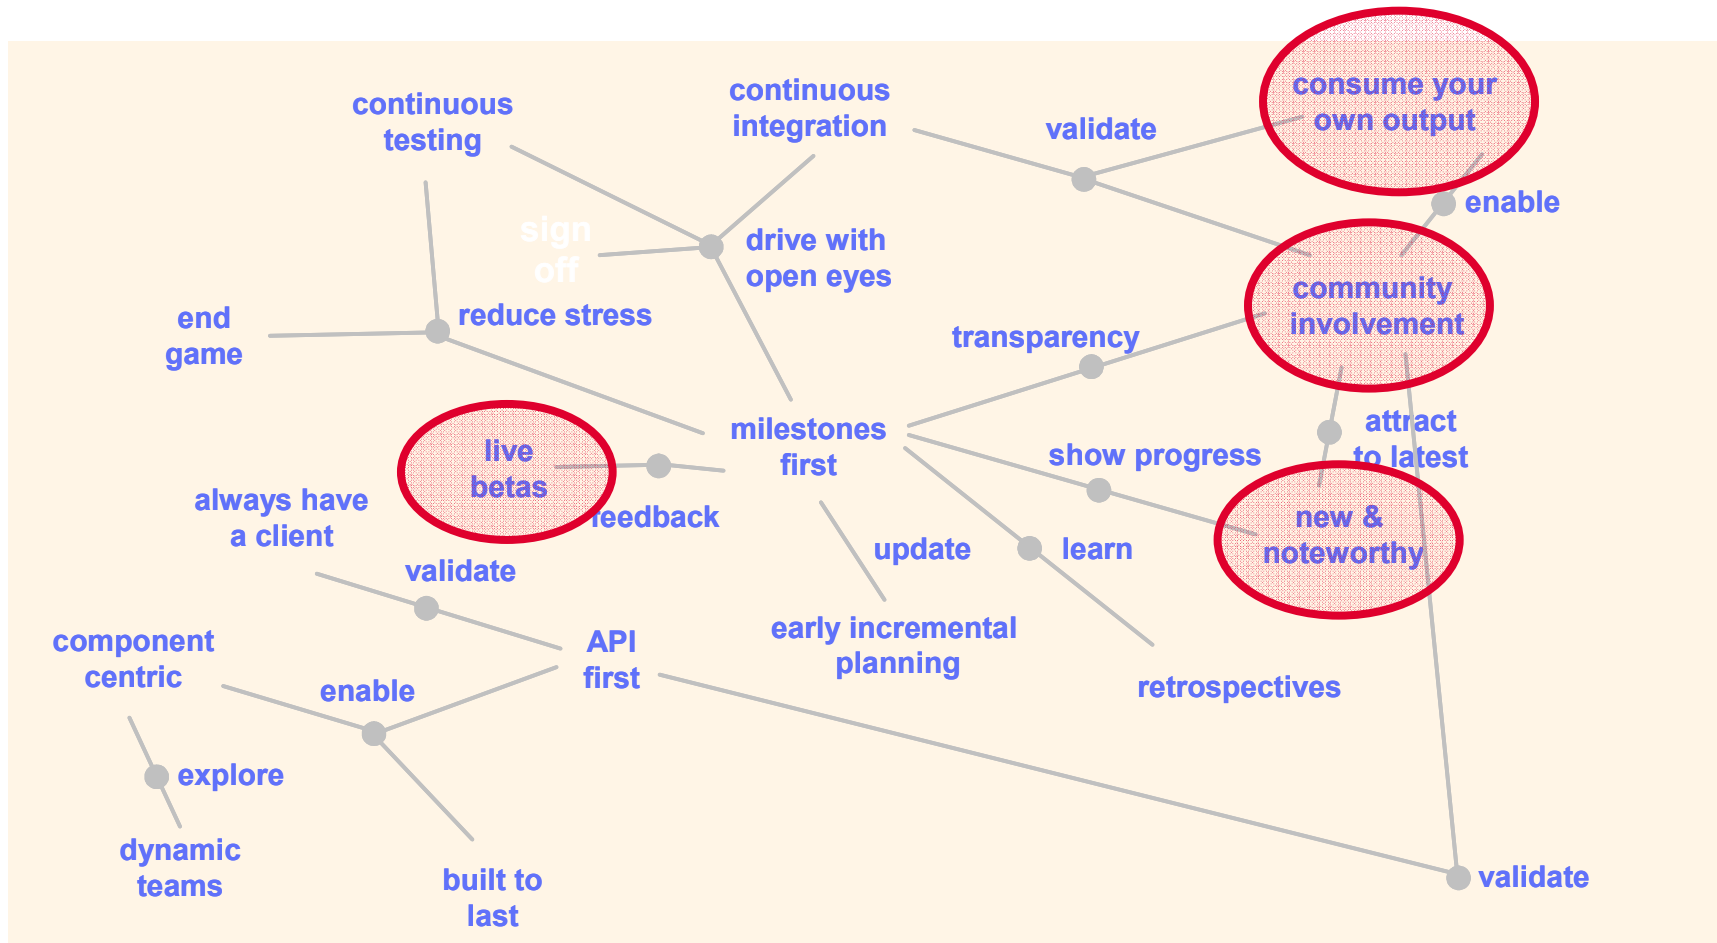 consume your
own output
continuous
testing
continuous
integration
validate
enable
sign
off
drive with
open eyes
community
involvement
end
game
reduce stress
transparency
milestones
first
attract
to latest
live
betas
show progress
always have
a client
feedback
new &
noteworthy
update
learn
validate
component
centric
API
first
early incremental
planning
enable
retrospectives
explore
dynamic
teams
built to
last
validate